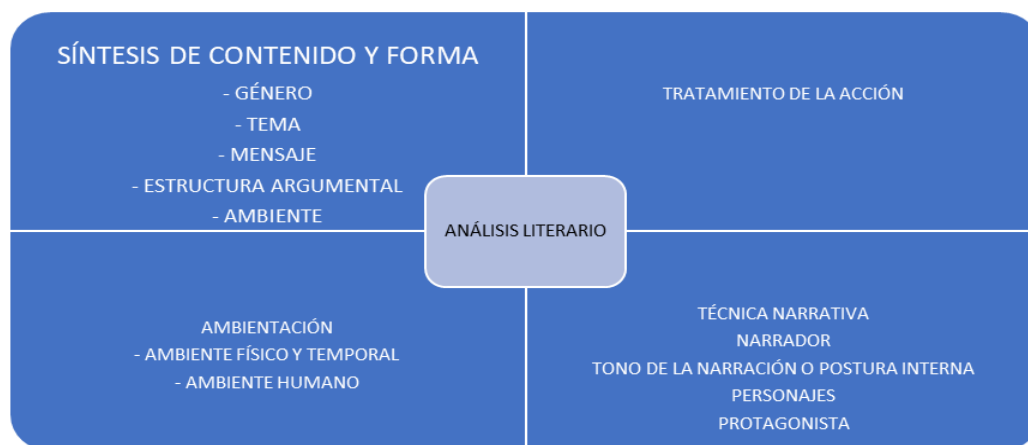 SÍNTESIS DE CONTENIDO Y FORMA
- GÉNERO
- TEMA
- MENSAJE
- ESTRUCTURA ARGUMENTAL
- AMBIENTE
TRATAMIENTO DE LA ACCIÓN
ANÁLISIS LITERARIO
AMBIENTACIÓN
- AMBIENTE FÍSICO Y TEMPORAL
- AMBIENTE HUMANO
TÉCNICA NARRATIVA
NARRADOR
TONO DE LA NARRACIÓN O POSTURA INTERNA
PERSONAJES
PROTAGONISTA